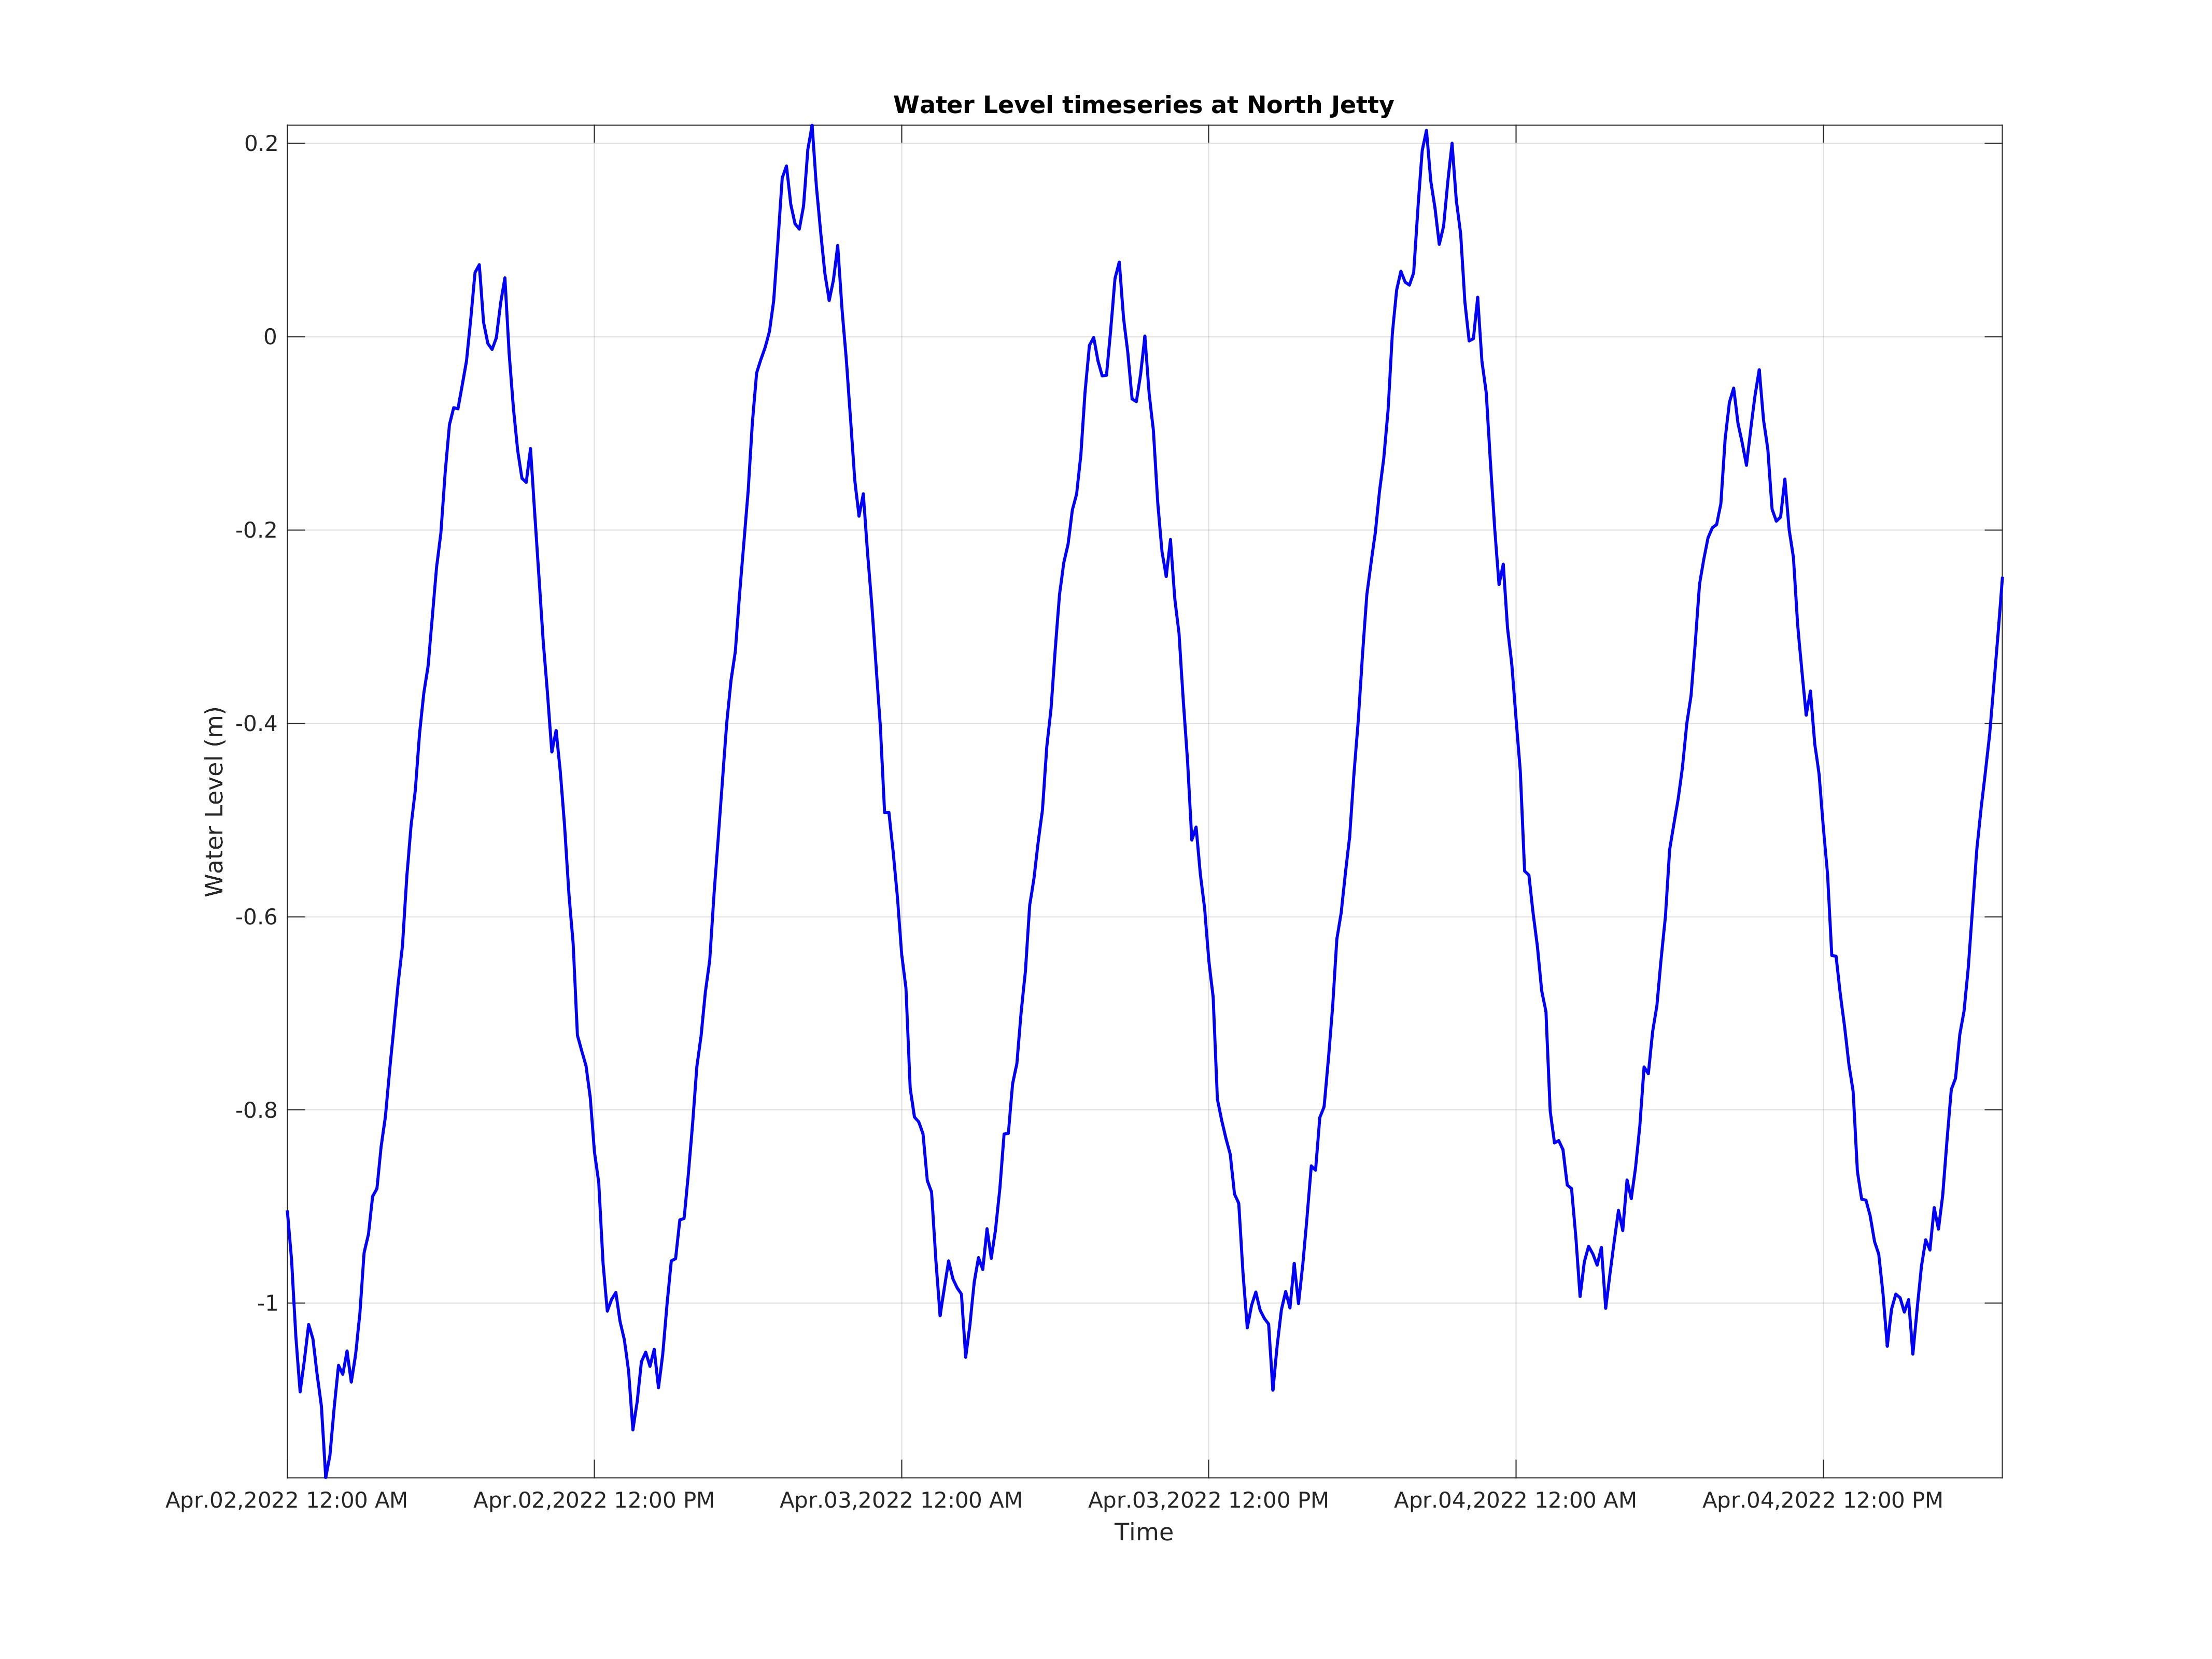 Water Level timeseries at North Jetty
0.2
0
-0.2
-0.4
-0.6
-0.8
-1
Water Level (m)
Apr.02,2022 12:00 AM
Apr.02,2022 12:00 PM
Apr.03,2022 12:00 AM
Apr.03,2022 12:00 PM
Apr.04,2022 12:00 AM
Apr.04,2022 12:00 PM
Time